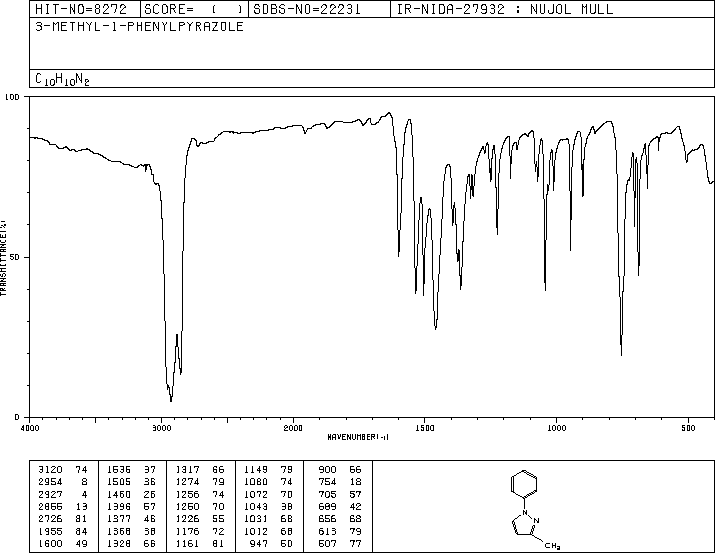 HIT-NO=8272 SCORE= ( ) SDBS-NO=22231 IR-NIDA-27932 : NUJOL MULL
3-METHYL-1-PHENYLPYRAZOLE
C10H10N2
100
50
0
TRANSMITTANCE(%)
4000 3000 2000 1500 1000 500
WAVENUMBER(-1)
3120 74 1536 37 1317 66 1149 79 900 66
2954 8 1505 36 1274 79 1080 74 754 18
2927 4 1460 26 1256 74 1072 70 705 57
2855 13 1396 57 1250 70 1043 38 689 42
2726 81 1377 46 1226 55 1031 68 656 68
1955 84 1368 38 1176 72 1012 68 613 79
1600 49 1328 66 1161 81 947 50 507 77
N
N
CH3